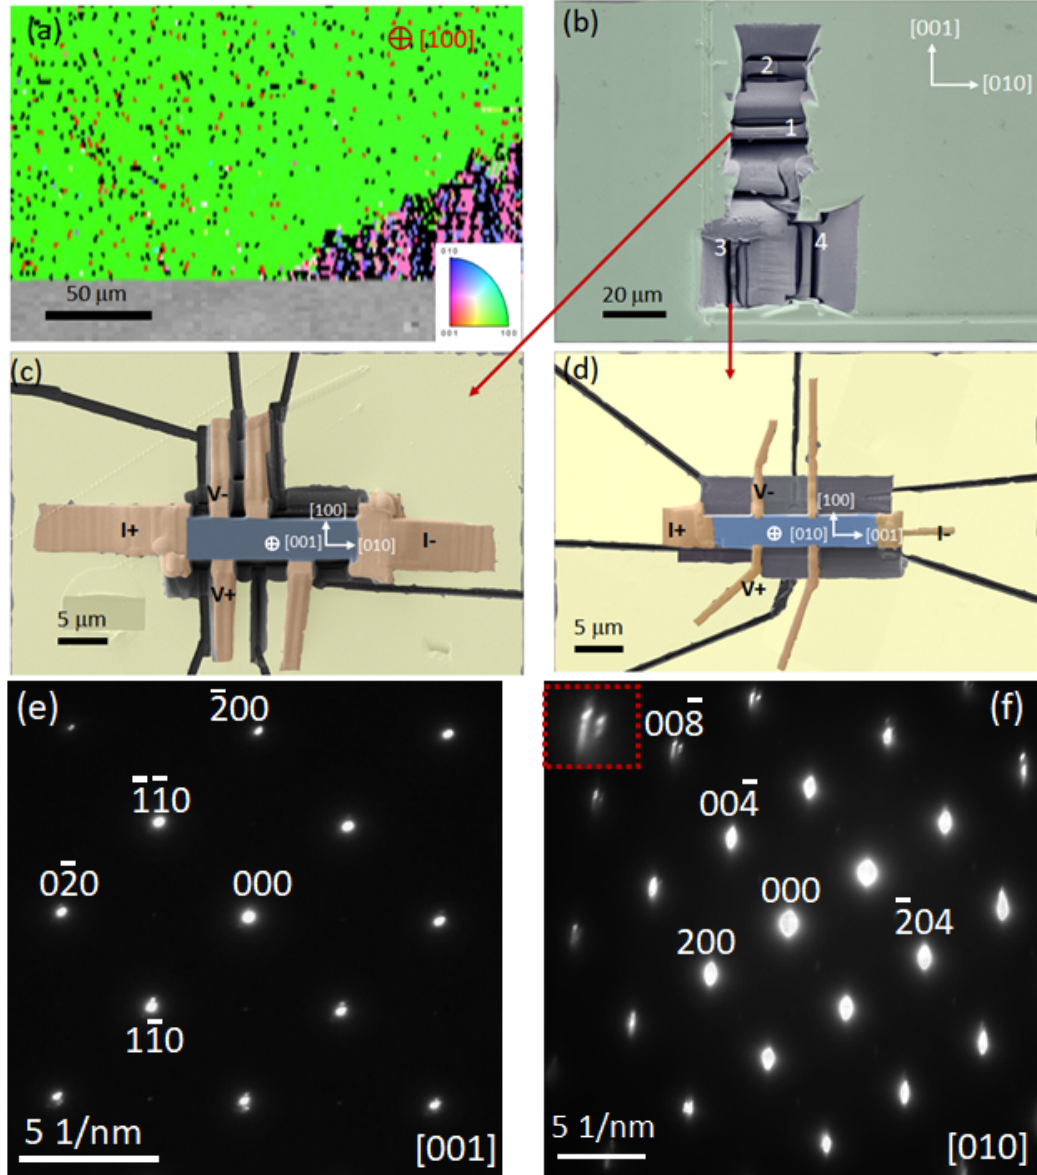 (a)
⊕ [100]
010
001
100
50 μm
(b)
[001]
[010]
2
1
3
4
20 μm
(c)
V-
I+
[100]
⊕ [001]
[010]
I-
V+
5 μm
(d)
V-
I+
[100]
⊕ [010]
[001]
I-
V+
5 μm
(e)
2̄00
1̄1̄0
02̄0
000
11̄0
5 1/nm
[001]
(f)
008̄
004̄
000
2̄04
200
5 1/nm
[010]